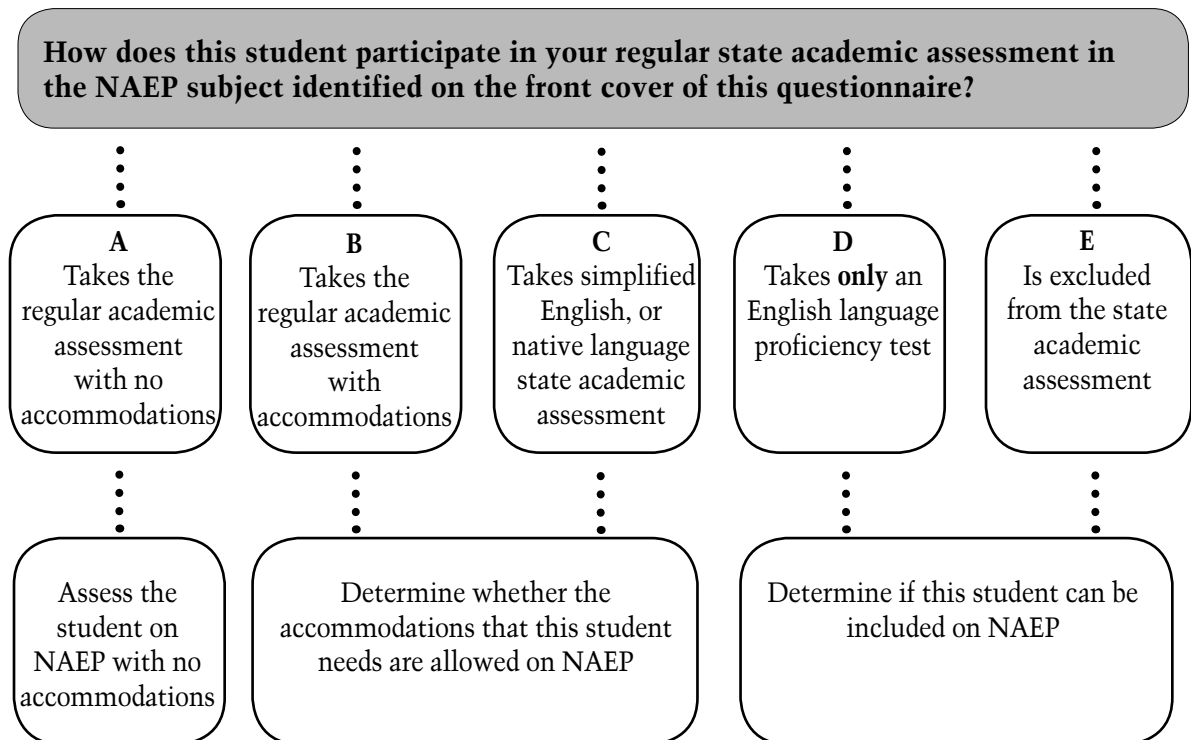 How does this student participate in your regular state academic assessment in
the NAEP subject identified on the front cover of this questionnaire?
A
Takes the
regular academic
assessment
with no
accommodations
B
Takes the
regular academic
assessment
with
accommodations
C
Takes simplified
English, or
native language
state academic
assessment
D
Takes only an
English language
proficiency test
E
Is excluded
from the state
academic
assessment
Assess the
student on
NAEP with no
accommodations
Determine whether the
accommodations that this student
needs are allowed on NAEP
Determine if this student can be
included on NAEP